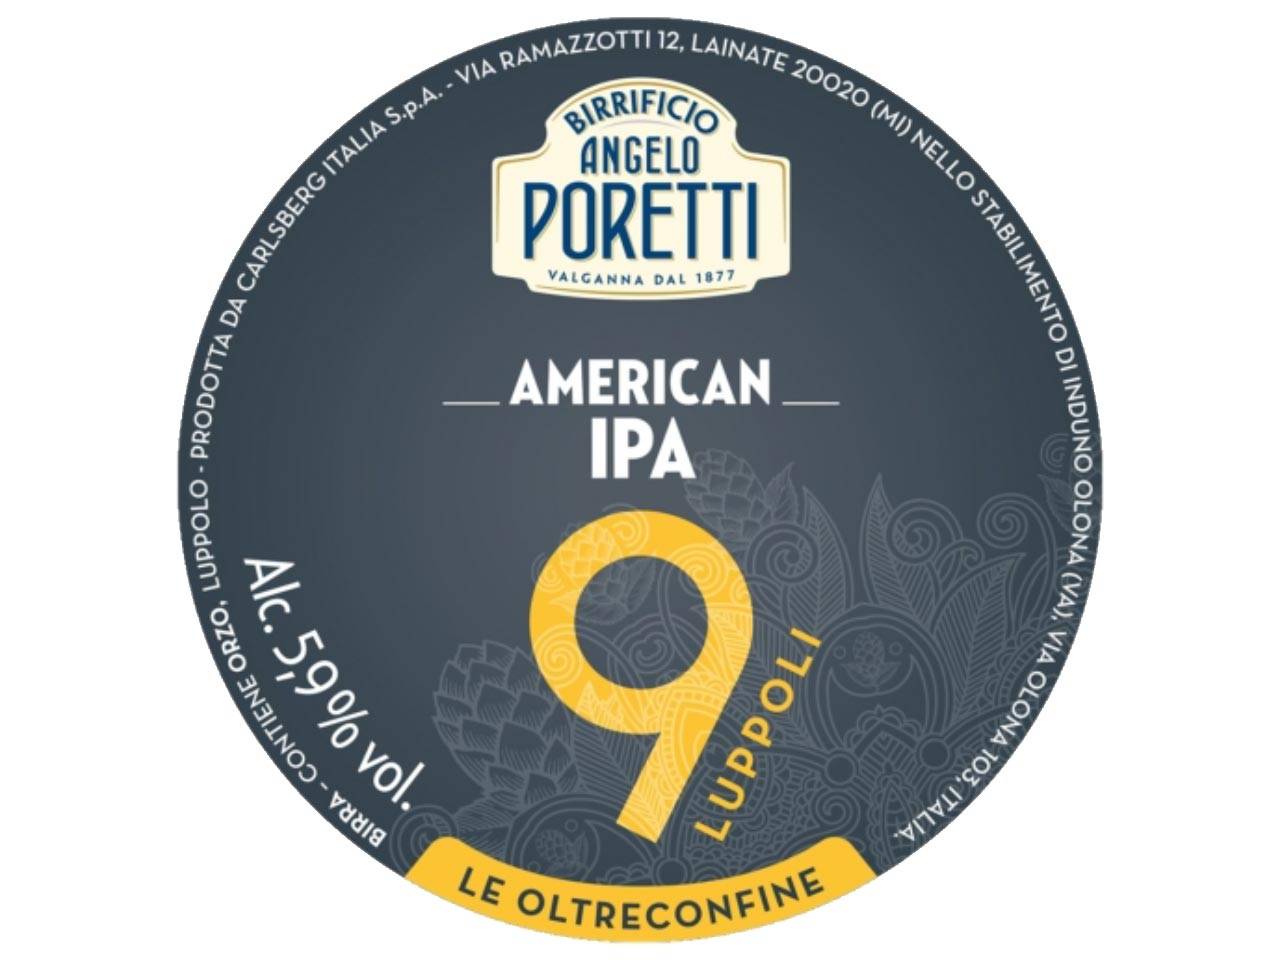 BIRRA - CONTIENE ORZO, LUPPOLO - PRODOTTA DA CARLSBERG ITALIA S.p.A. - VIA RAMAZZOTTI 12, LAINATE 20020 (MI) NELLO STABILIMENTO DI INDUNO OLONA (VA), VIA OLONA 103, ITALIA.
BIRRIFICIO
ANGELO
PORETTI
VALGANNA DAL 1877
AMERICAN
IPA
9
LUPPOLI
Alc. 5,9% vol.
LE OLTRECONFINE